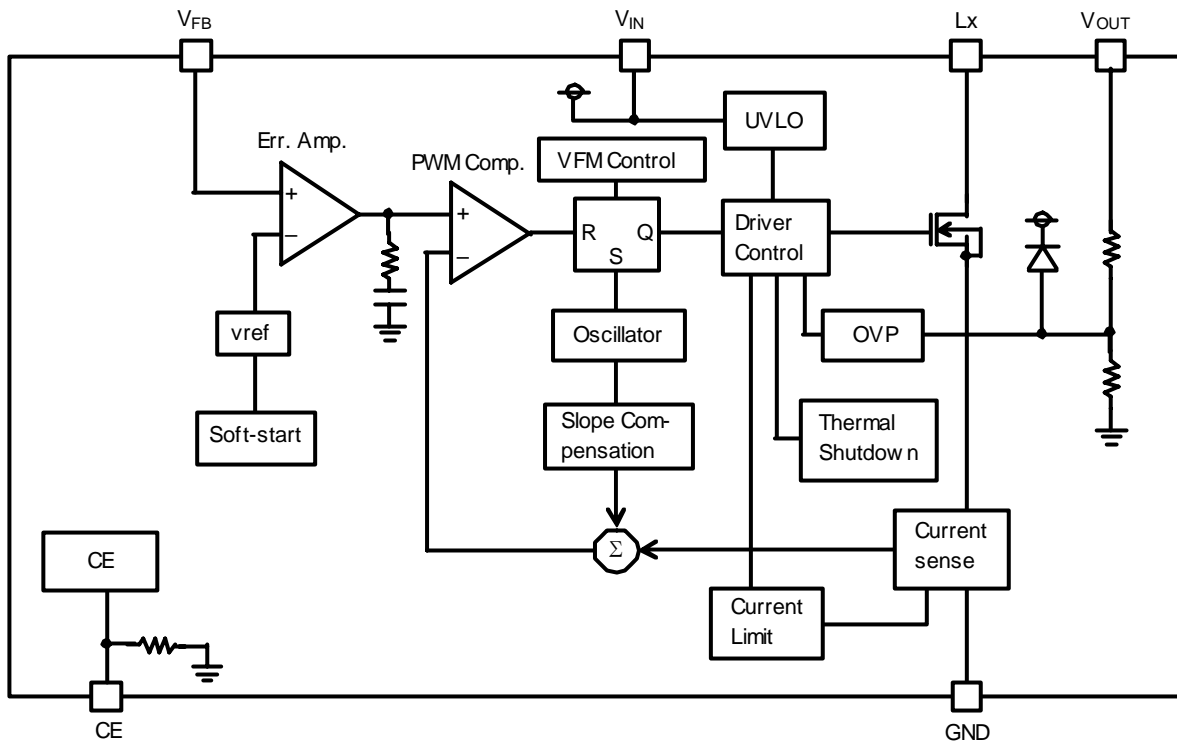 VFB
VIN
Lx
VOUT
UVLO
Err. Amp.
PWM Comp.
VFM Control
+
−
+
−
R
Q
S
Driver
Control
vref
Oscillator
OVP
Soft-start
Slope Com-
pensation
Thermal
Shutdown
CE
Σ
Current
sense
Current
Limit
CE
GND